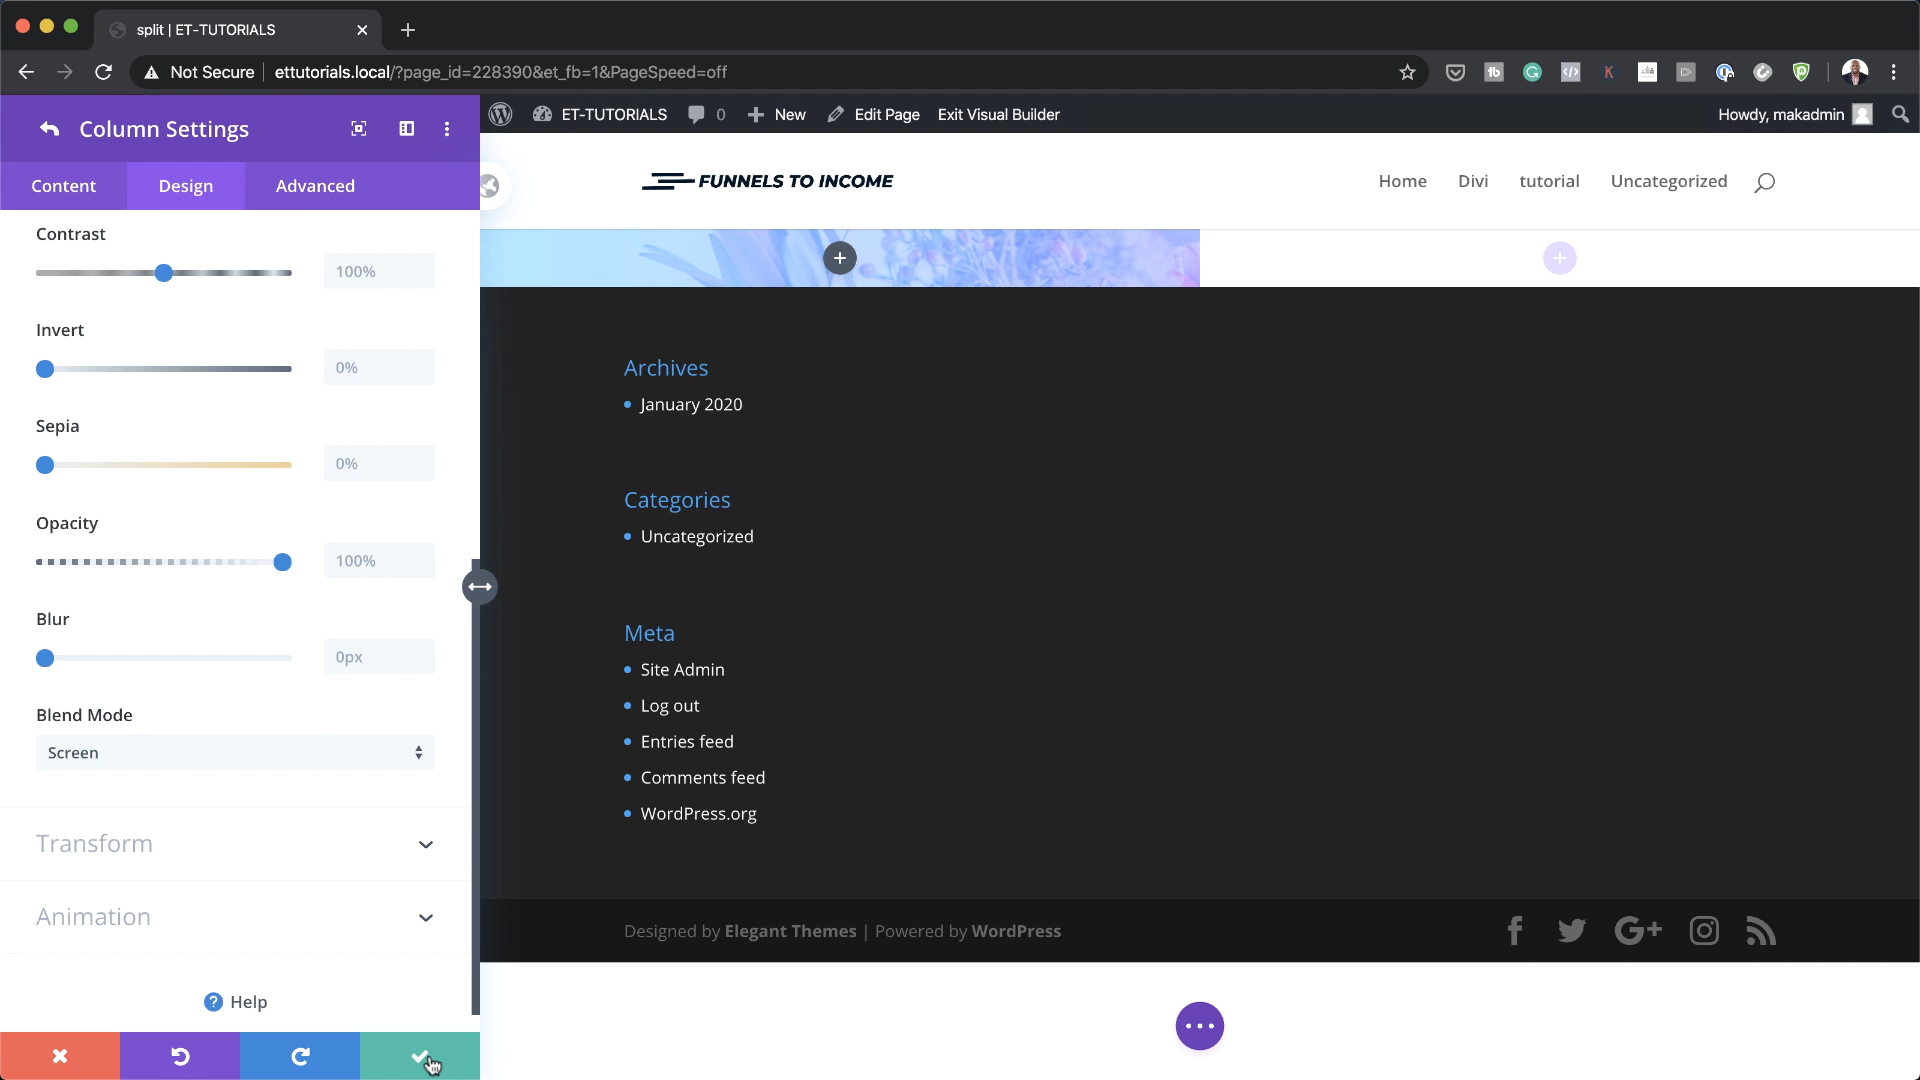 split | ET-TUTORIALS
Not Secure
ettutorials.local/?page_id=228390&et_fb=1&PageSpeed=off
Column Settings
ET-TUTORIALS
0
New
Edit Page
Exit Visual Builder
Howdy, makadmin
Content
Design
Advanced
FUNNELS TO INCOME
Home
Divi
tutorial
Uncategorized
Contrast
100%
Invert
0%
Sepia
0%
Opacity
100%
Blur
0px
Blend Mode
Screen
Transform
Animation
Help
Archives
January 2020
Categories
Uncategorized
Meta
Site Admin
Log out
Entries feed
Comments feed
WordPress.org
Designed by Elegant Themes | Powered by WordPress